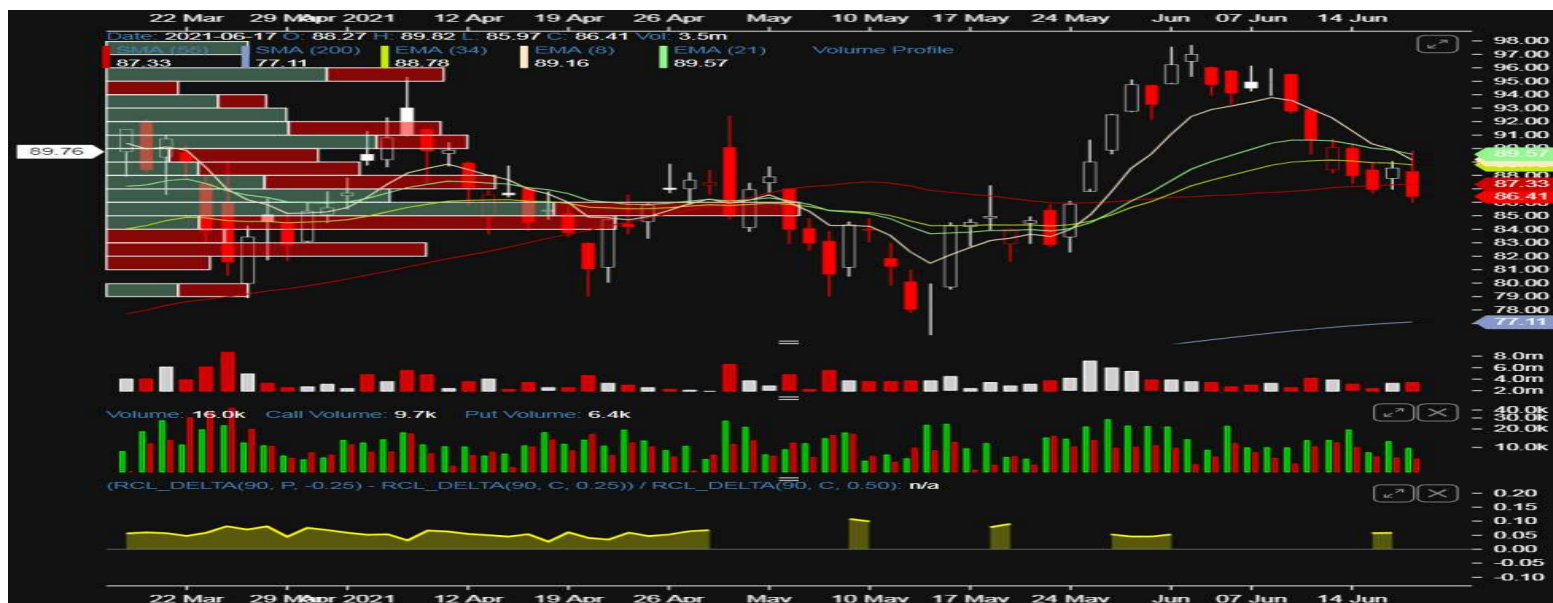 22 Mar 29 Mar Apr 2021 12 Apr 19 Apr 26 Apr May 10 May 17 May 24 May Jun 07 Jun 14 Jun
Date: 2021-06-17 O: 88.27 H: 89.82 L: 85.97 C: 86.41 Vol: 3.5m
SMA (55) SMA (200) EMA (34) EMA (8) EMA (21) Volume Profile
87.33 77.11 88.78 89.16 89.57
98.00
97.00
96.00
95.00
94.00
93.00
92.00
91.00
89.76
89.57
88.00
87.33
86.41
85.00
84.00
83.00
82.00
81.00
80.00
79.00
78.00
77.11
8.0m
6.0m
4.0m
2.0m
Volume: 16.0k Call Volume: 9.7k Put Volume: 6.4k
40.0k
30.0k
20.0k
10.0k
(RCL_DELTA(90, P, -0.25) - RCL_DELTA(90, C, 0.25)) / RCL_DELTA(90, C, 0.50): n/a
0.20
0.15
0.10
0.05
0.00
-0.05
-0.10
22 Mar 29 Mar Apr 2021 12 Apr 19 Apr 26 Apr May 10 May 17 May 24 May Jun 07 Jun 14 Jun